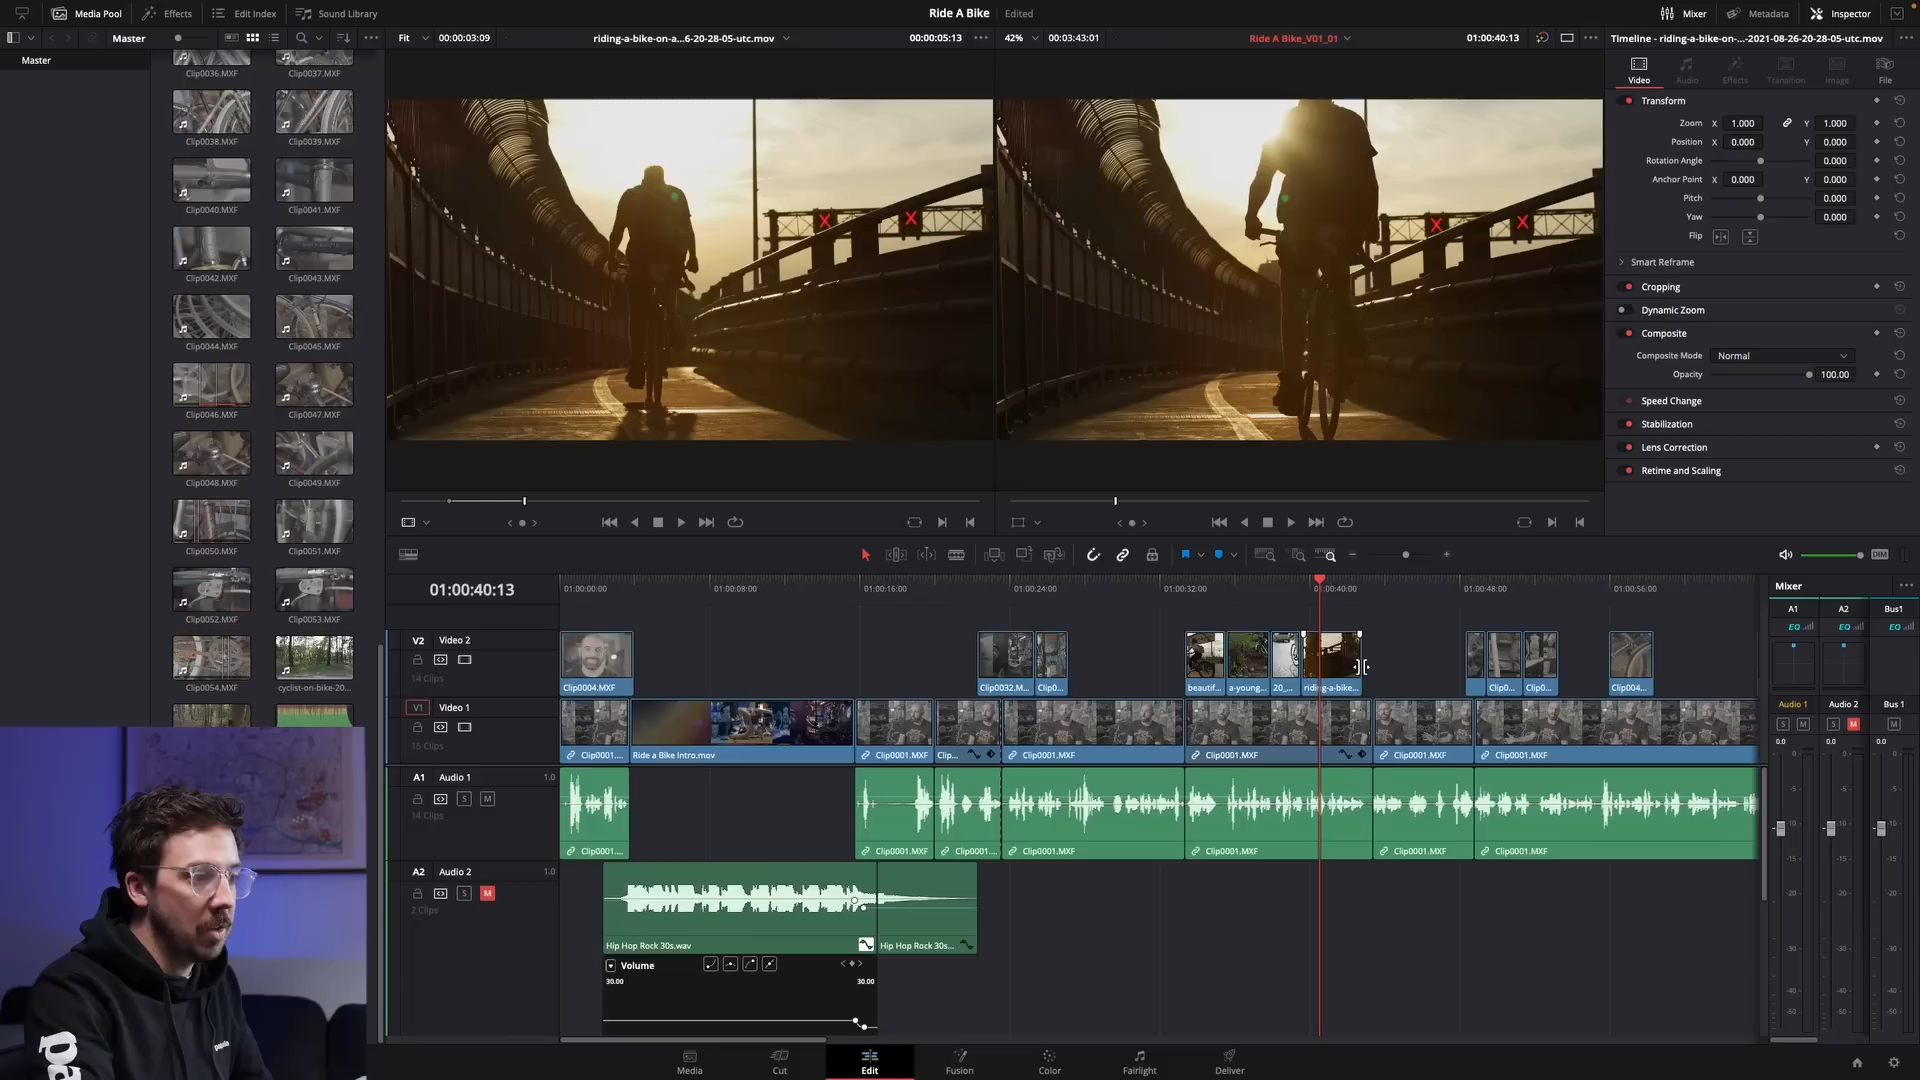 Media Pool
Effects
Edit Index
Sound Library
Ride A Bike
Edited
Mixer
Metadata
Inspector
Master
Fit
00:00:03:09
riding-a-bike-on-a...6-20-28-05-utc.mov
00:00:05:13
42%
00:03:43:01
Ride A Bike_V01_01
01:00:40:13
Timeline - riding-a-bike-on-...-2021-08-26-20-28-05-utc.mov
Master
Clip0036.MXF
Clip0037.MXF
Clip0038.MXF
Clip0039.MXF
Clip0040.MXF
Clip0041.MXF
Clip0042.MXF
Clip0043.MXF
Clip0044.MXF
Clip0045.MXF
Clip0046.MXF
Clip0047.MXF
Clip0048.MXF
Clip0049.MXF
Clip0050.MXF
Clip0051.MXF
Clip0052.MXF
Clip0053.MXF
Clip0054.MXF
cyclist-on-bike-20...
Video
Audio
Effects
Transition
Image
File
Transform
Zoom X 1.000 Y 1.000
Position X 0.000 Y 0.000
Rotation Angle 0.000
Anchor Point X 0.000 Y 0.000
Pitch 0.000
Yaw 0.000
Flip
Smart Reframe
Cropping
Dynamic Zoom
Composite
Composite Mode Normal
Opacity 100.00
Speed Change
Stabilization
Lens Correction
Retime and Scaling
DIM
01:00:40:13
01:00:00:00
01:00:08:00
01:00:16:00
01:00:24:00
01:00:32:00
01:00:40:00
01:00:48:00
01:00:56:00
V2 Video 2
14 Clips
Clip0004.MXF
Clip0032.M...
Clip0...
beautif...
a-young...
20_...
riding-a-bike...
Clip0...
Clip0...
Clip004...
V1 Video 1
15 Clips
Clip0001....
Ride a Bike Intro.mov
Clip0001.MXF
Clip...
Clip0001.MXF
Clip0001.MXF
Clip0001.MXF
Clip0001.MXF
A1 Audio 1 1.0
S M
14 Clips
Clip0001....
Clip0001.MXF
Clip0001....
Clip0001.MXF
Clip0001.MXF
Clip0001.MXF
Clip0001.MXF
A2 Audio 2 1.0
S M
2 Clips
Hip Hop Rock 30s.wav
Hip Hop Rock 30s...
Volume
30.00
30.00
Mixer
A1 A2 Bus1
EQ EQ EQ
Audio 1 Audio 2 Bus 1
S M S M M
0.0 0.0 0.0
0
-5
-10
-15
-20
-30
-40
-50
Media
Cut
Edit
Fusion
Color
Fairlight
Deliver
pa